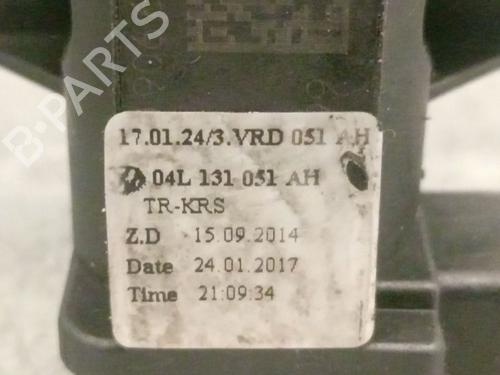 B-PARTS
17.01.24/3.VRD 051 AH
04L 131 051 AH
TR-KRS
Z.D 15.09.2014
Date 24.01.2017
Time 21:09:34